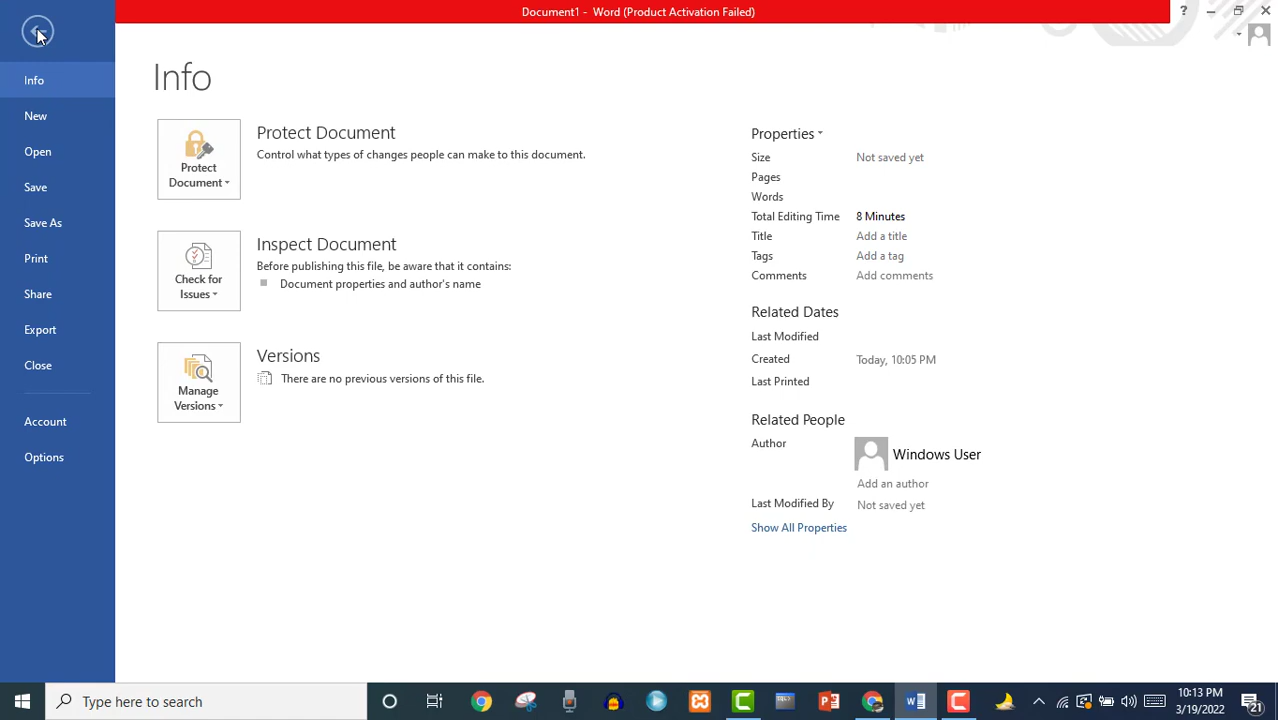 Document1 - Word (Product Activation Failed)
Info
New
Open
Save
Save As
Print
Share
Export
Close
Account
Options
Info
Protect Document
Protect Document
Control what types of changes people can make to this document.
Check for Issues
Inspect Document
Before publishing this file, be aware that it contains:
Document properties and author's name
Manage Versions
Versions
There are no previous versions of this file.
Properties
Size Not saved yet
Pages
Words
Total Editing Time 8 Minutes
Title Add a title
Tags Add a tag
Comments Add comments
Related Dates
Last Modified
Created Today, 10:05 PM
Last Printed
Related People
Author Windows User
Add an author
Last Modified By Not saved yet
Show All Properties
Type here to search
10:13 PM
3/19/2022
21